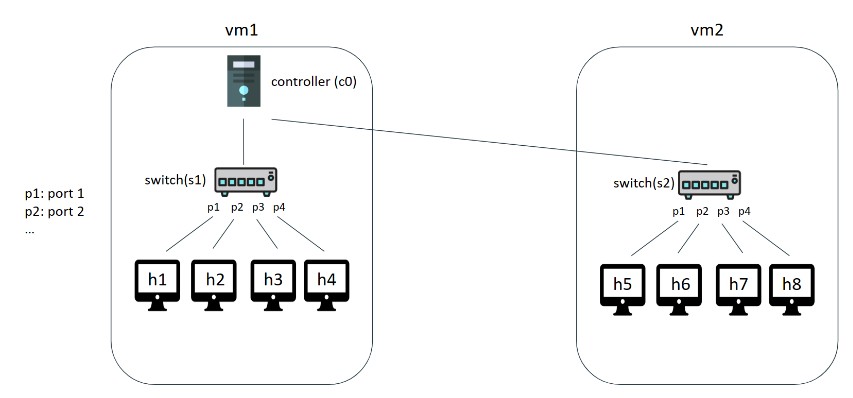 vm1
vm2
controller (c0)
switch(s1)
switch(s2)
p1: port 1
p2: port 2
...
p1 p2 p3 p4
p1 p2 p3 p4
h1 h2 h3 h4
h5 h6 h7 h8